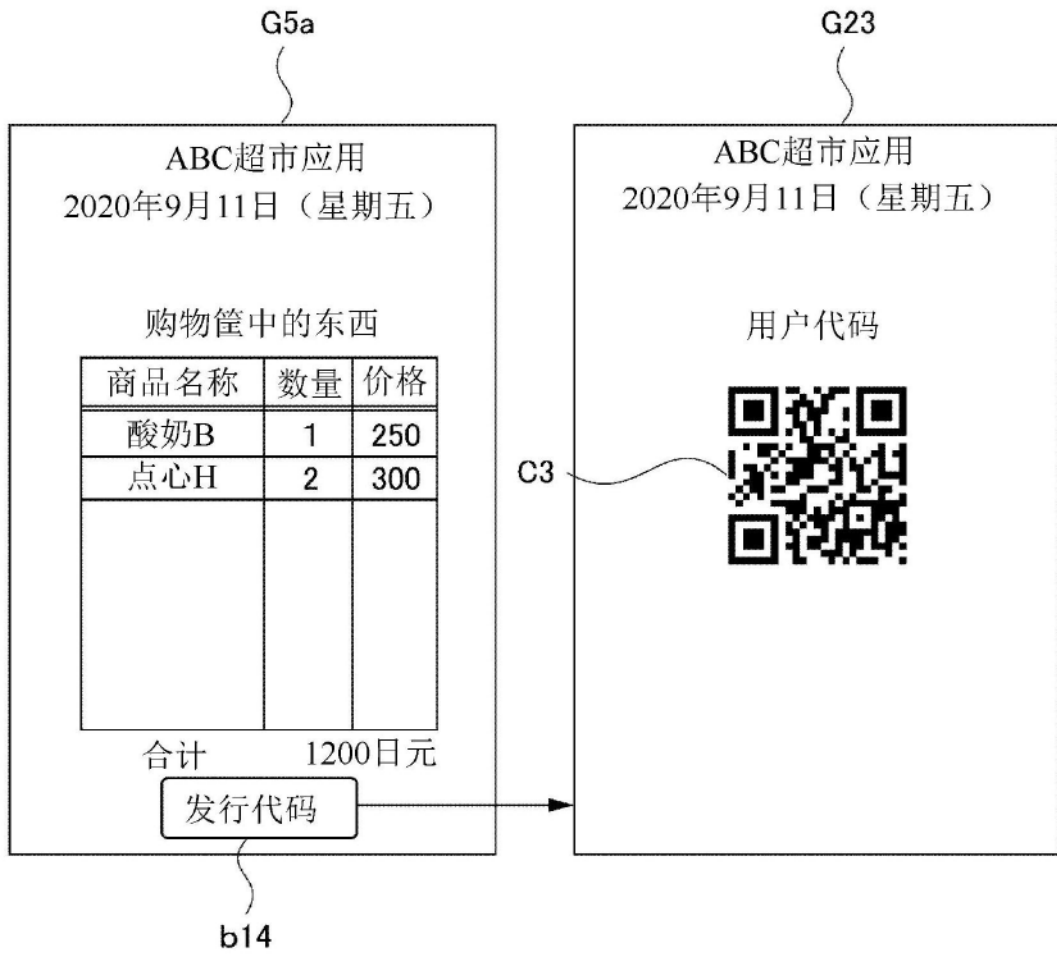 G5a
ABC超市应用
2020年9月11日（星期五）
购物筐中的东西
商品名称 数量 价格
酸奶B 1 250
点心H 2 300
合计 1200日元
发行代码
b14
G23
ABC超市应用
2020年9月11日（星期五）
用户代码
C3